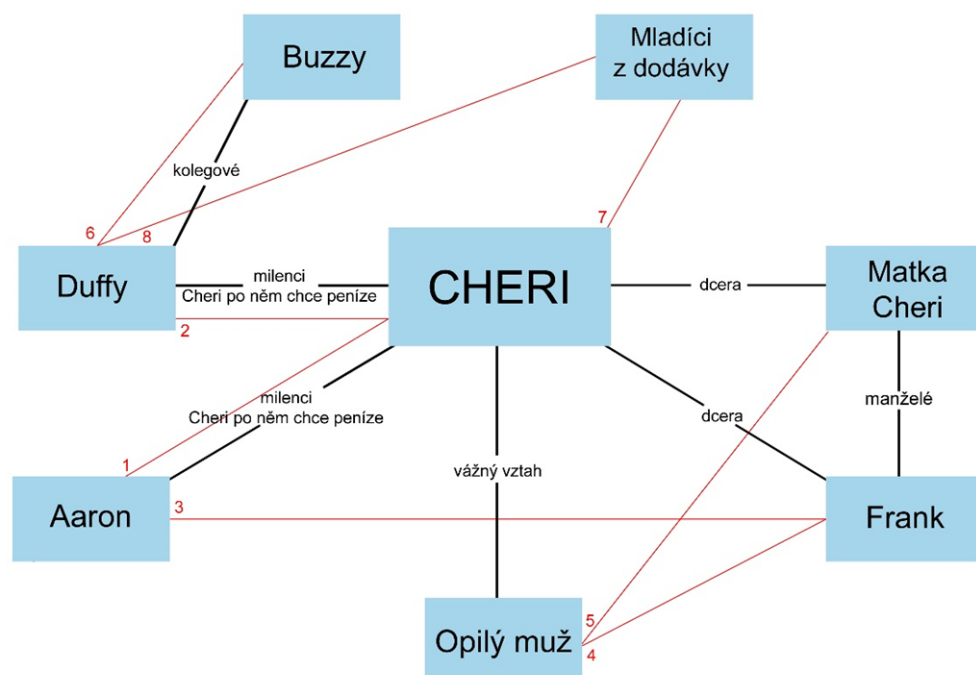 Buzzy
Mladíci
z dodávky
kolegové
6
8
7
Duffy
milenci
Cheri po něm chce peníze
CHERI
dcera
Matka
Cheri
2
milenci
Cheri po něm chce peníze
dcera
manželé
1
vážný vztah
Aaron
3
Frank
Opilý muž
5
4